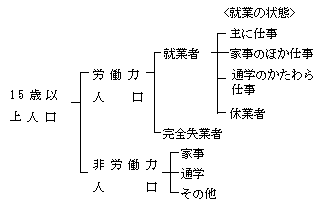 <就業の状態>
主に仕事
就業者
家事のほか仕事
労働力
人口
通学のかたわら
仕事
15歳以
上人口
休業者
完全失業者
非労働力
人口
家事
通学
その他